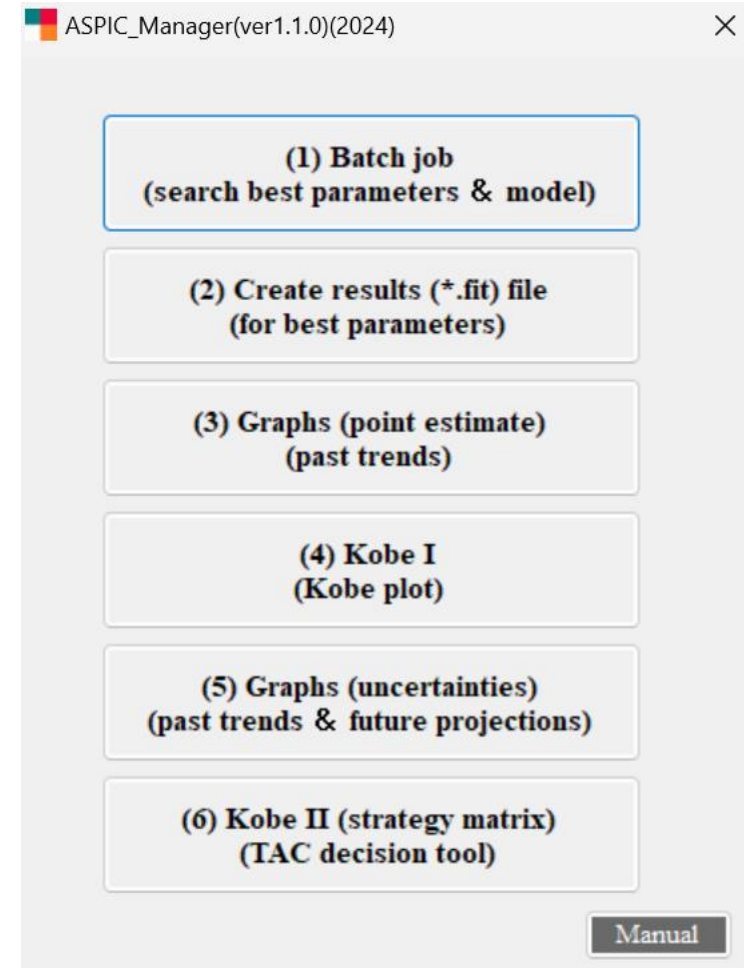 ASPIC_Manager(ver1.1.0)(2024)
(1) Batch job
(search best parameters & model)
(2) Create results (*.fit) file
(for best parameters)
(3) Graphs (point estimate)
(past trends)
(4) Kobe I
(Kobe plot)
(5) Graphs (uncertainties)
(past trends & future projections)
(6) Kobe II (strategy matrix)
(TAC decision tool)
Manual